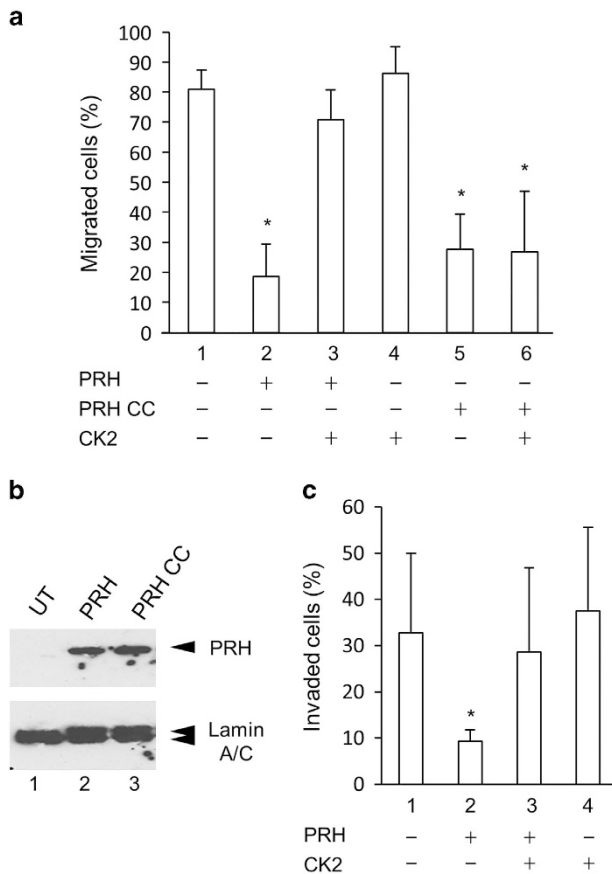 a
Migrated cells (%)
100
90
80
70
60
50
40
30
20
10
0
1 2 3 4 5 6
PRH – + + – – –
PRH CC – – – – + +
CK2 – – + + – +
b
UT PRH PRH CC
PRH
Lamin
A/C
1 2 3
c
Invaded cells (%)
60
50
40
30
20
10
0
1 2 3 4
PRH – + + –
CK2 – – + +
* * *
*